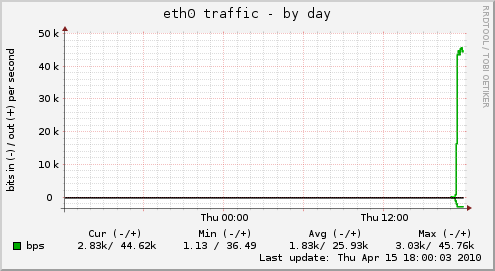 eth0 traffic - by day
RRDTOOL / TOBI OETIKER
bits in (-) / out (+) per second
50 k
40 k
30 k
20 k
10 k
0
Thu 00:00 Thu 12:00
Cur (-/+) Min (-/+) Avg (-/+) Max (-/+)
bps 2.83k/ 44.62k 1.13 / 36.49 1.83k/ 25.93k 3.03k/ 45.76k
Last update: Thu Apr 15 18:00:03 2010